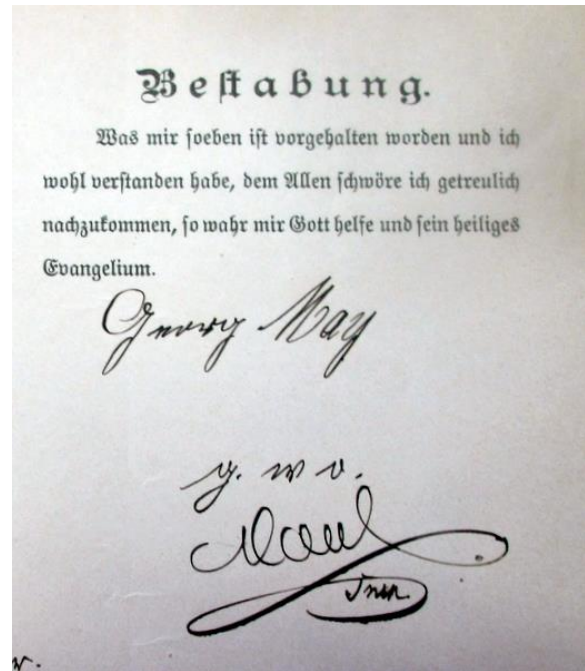 Bestabung.
Was mir soeben ist vorgehalten worden und ich
wohl verstanden habe, dem Allen schwöre ich getreulich
nachzukommen, so wahr mir Gott helfe und sein heiliges
Evangelium.
Georg May
g. w. o.